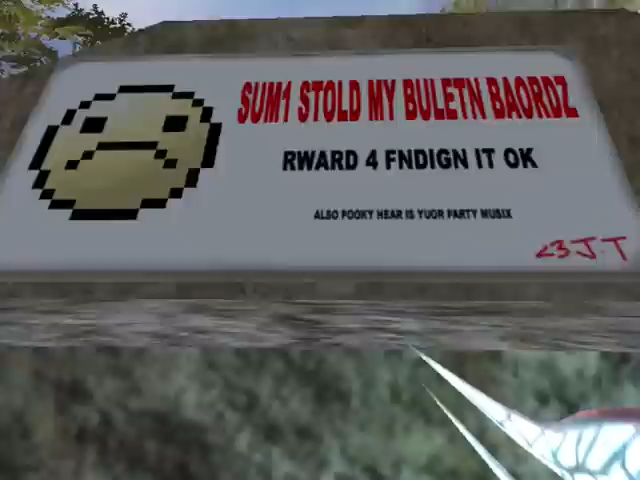 SUM1 STOLD MY BULETN BAORDZ
RWARD 4 FNDIGN IT OK
ALSO POOKY HEAR IS YUOR PARTY MUSIX
<3 J.T